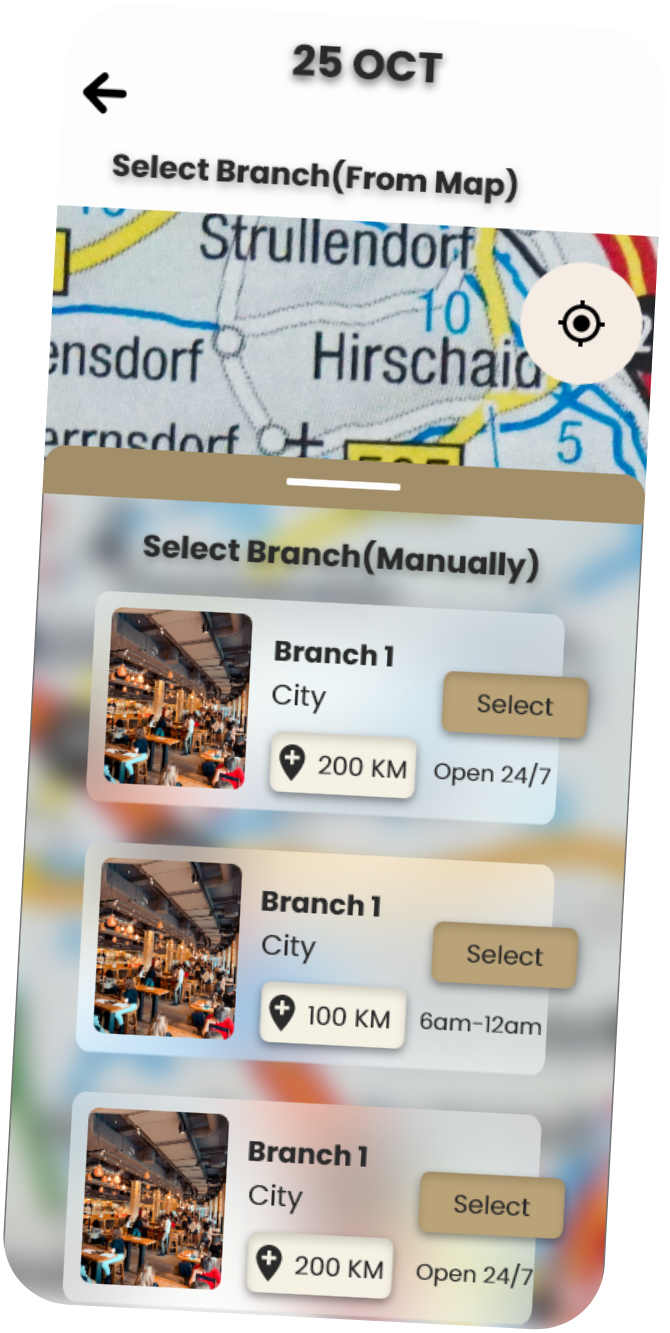 25 OCT
Select Branch(From Map)
Strullendorf
10
ensdorf
Hirschaid
5
Select Branch(Manually)
Branch 1
City
Select
200 KM
Open 24/7
Branch 1
City
Select
100 KM
6am-12am
Branch 1
City
Select
200 KM
Open 24/7